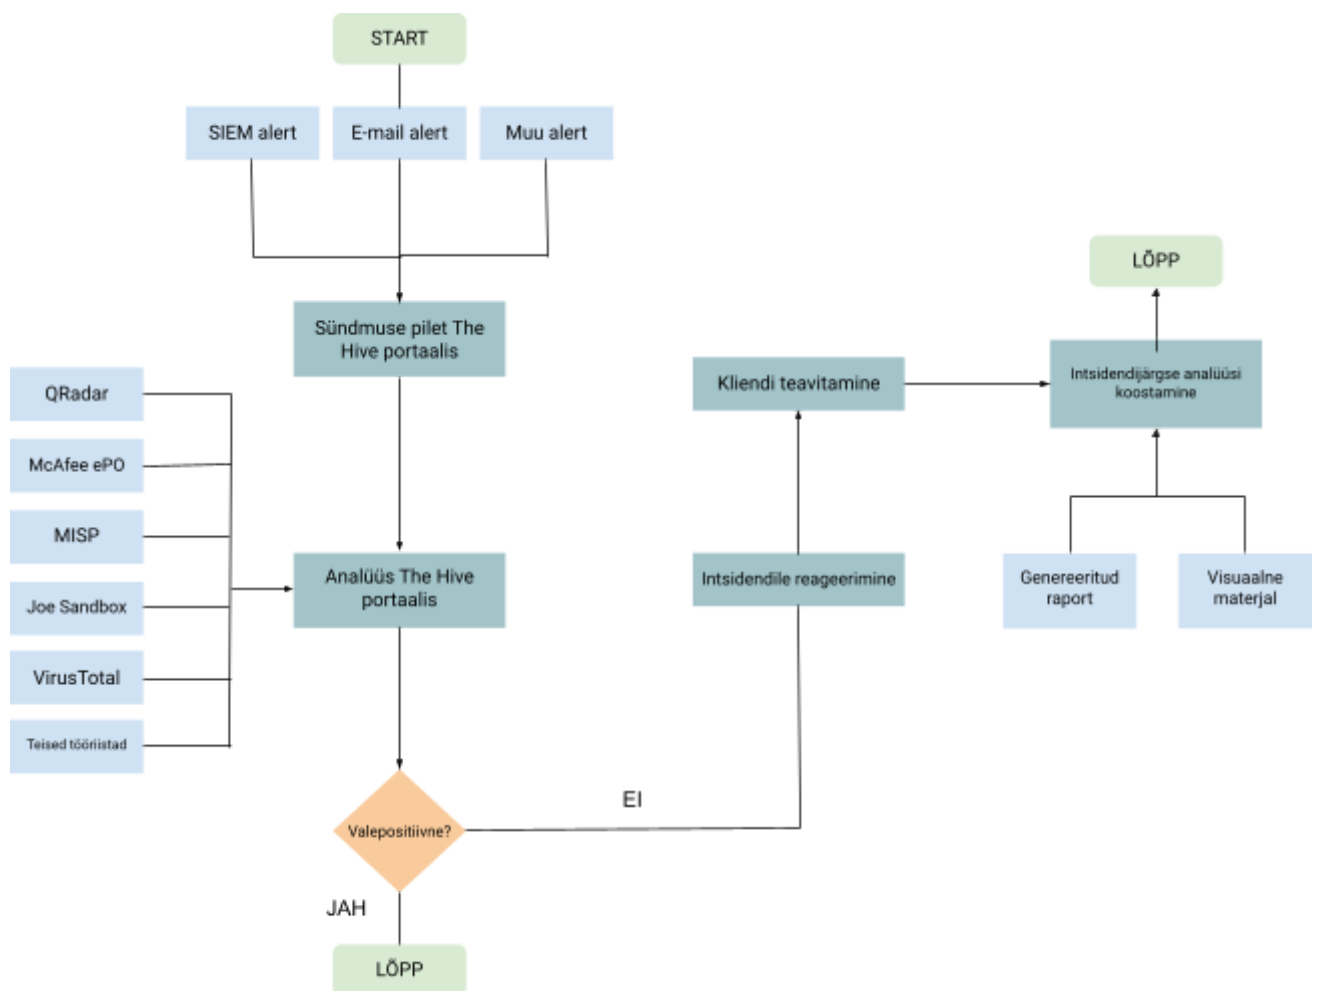 START
SIEM alert
E-mail alert
Muu alert
Sündmuse pilet The
Hive portaalis
QRadar
McAfee ePO
MISP
Joe Sandbox
VirusTotal
Teised tööriistad
Analüüs The Hive
portaalis
Valepositiivne?
JAH
LÕPP
EI
Intsidendile reageerimine
Kliendi teavitamine
Intsidendijärgse analüüsi
koostamine
LÕPP
Genereeritud
raport
Visuaalne
materjal